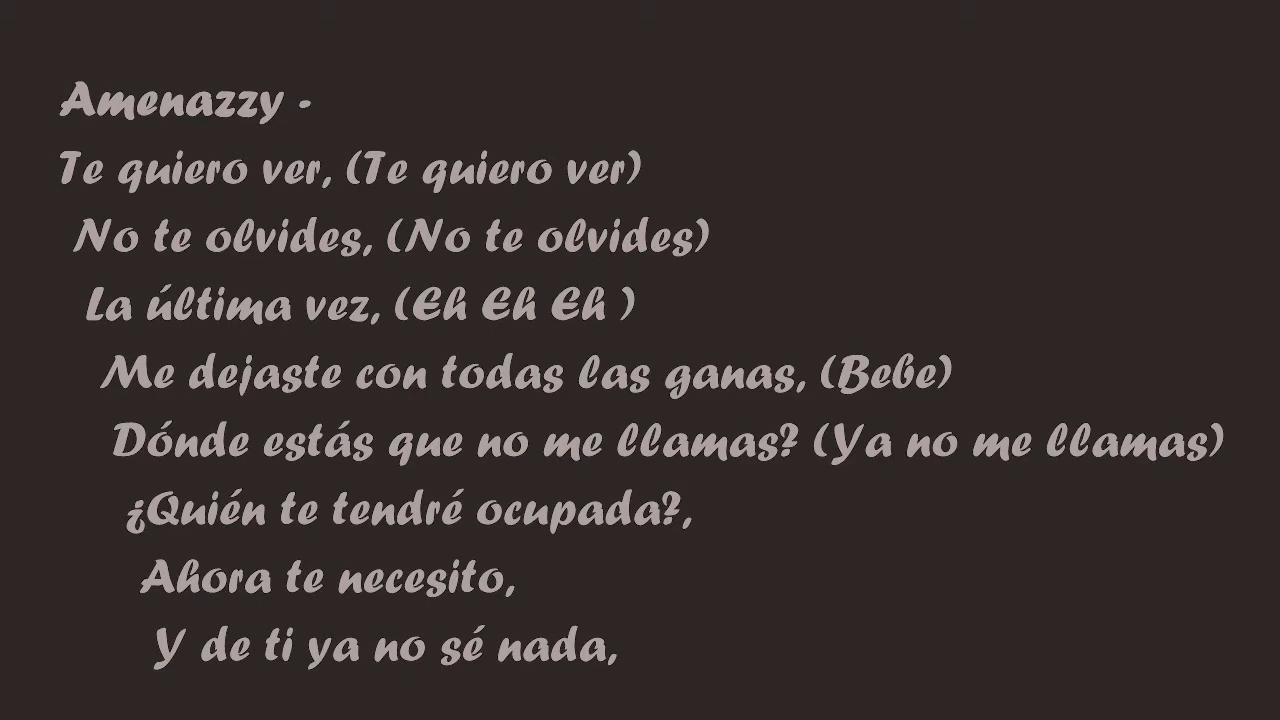 Amenazzy -
Te quiero ver, (Te quiero ver)
No te olvides, (No te olvides)
La última vez, (Eh Eh Eh )
Me dejaste con todas las ganas, (Bebe)
Dónde estás que no me llamas? (Ya no me llamas)
¿Quién te tendré ocupada?,
Ahora te necesito,
Y de ti ya no sé nada,